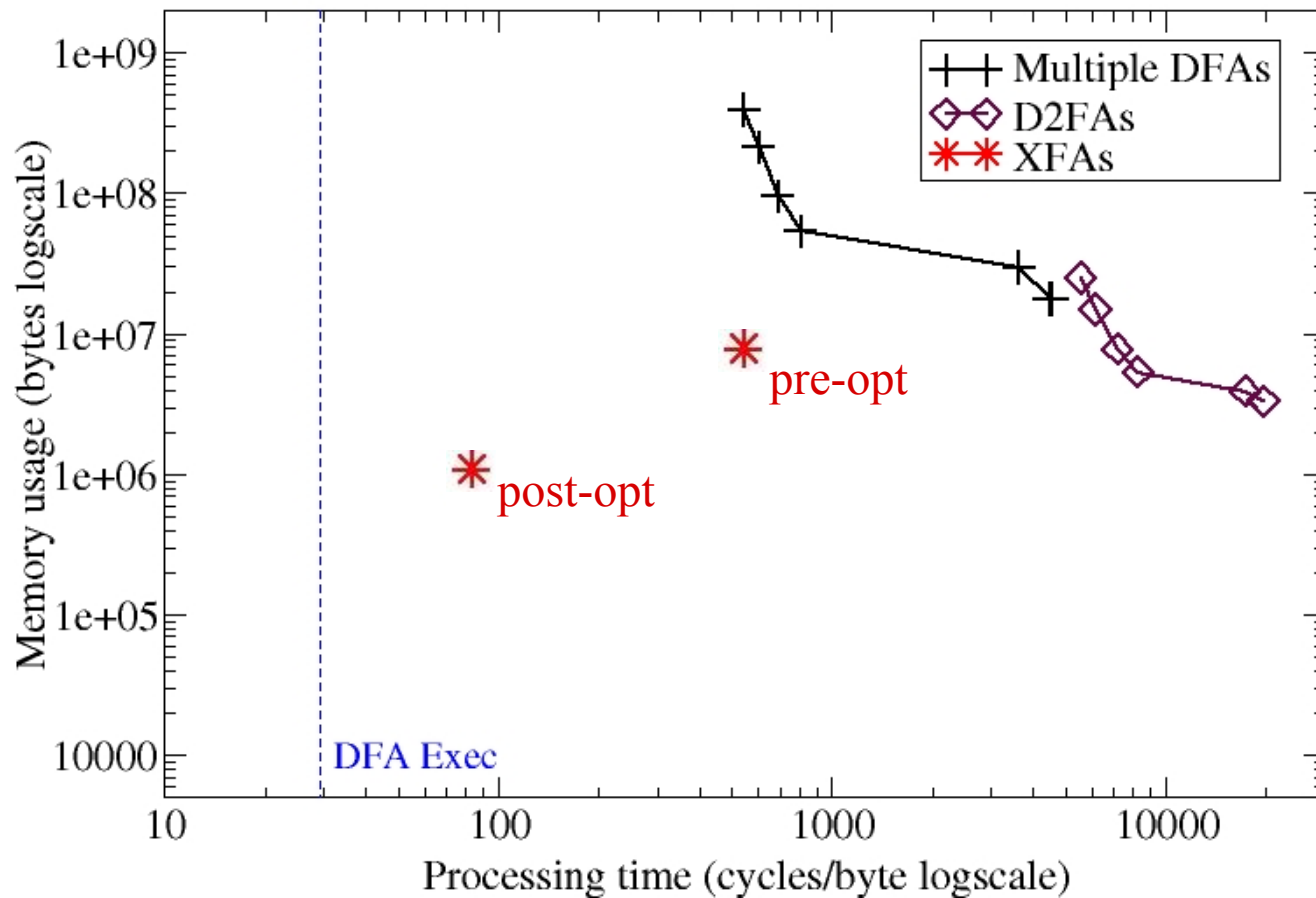 Memory usage (bytes logscale)
1e+09
1e+08
1e+07
1e+06
1e+05
10000
Multiple DFAs
D2FAs
XFAs
pre-opt
post-opt
DFA Exec
10
100
1000
10000
Processing time (cycles/byte logscale)